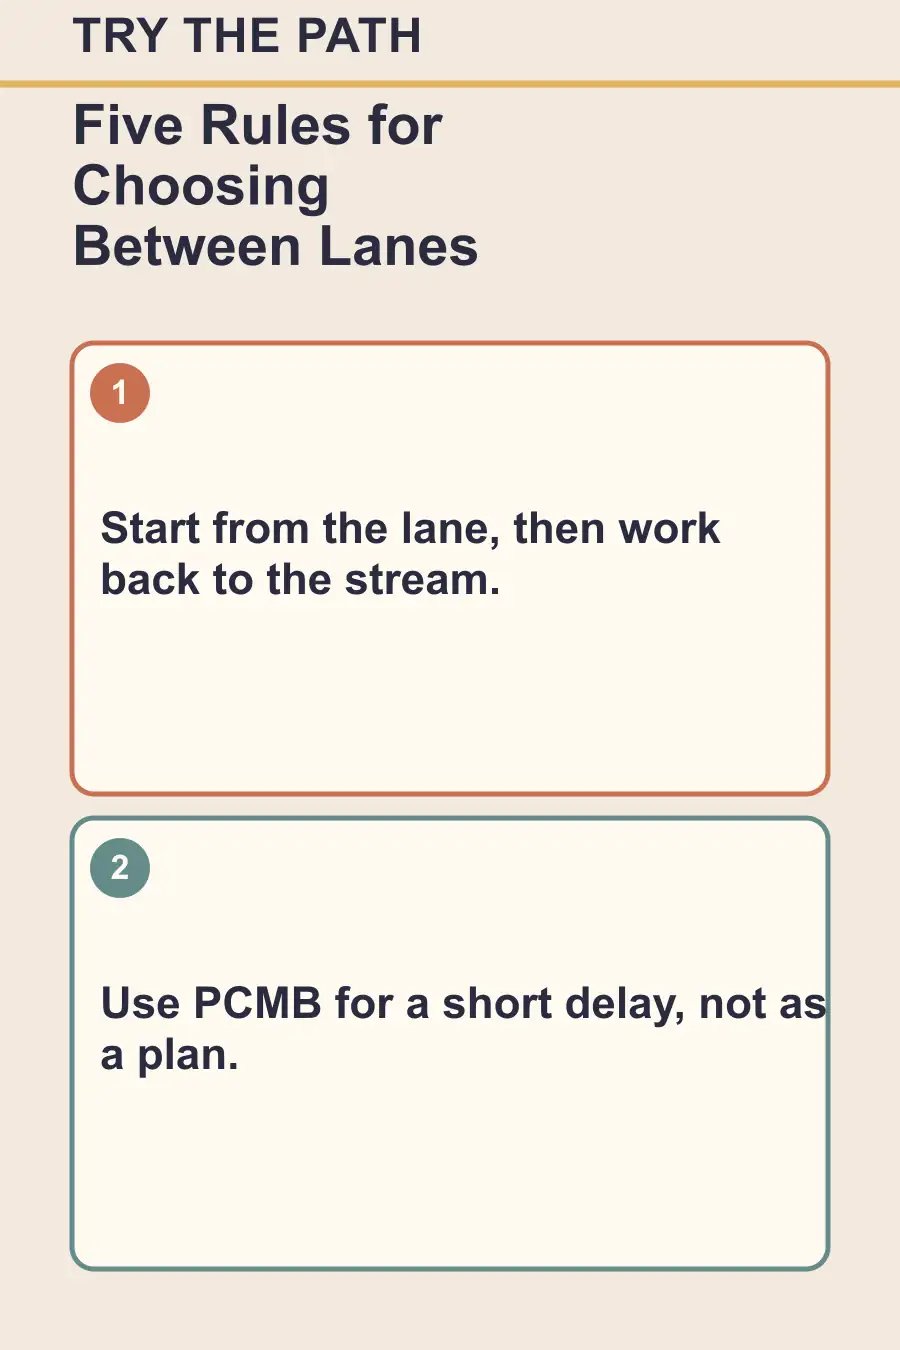 TRY THE PATH
Five Rules for
Choosing
Between Lanes
1
Start from the lane, then work
back to the stream.
2
Use PCMB for a short delay, not as
a plan.